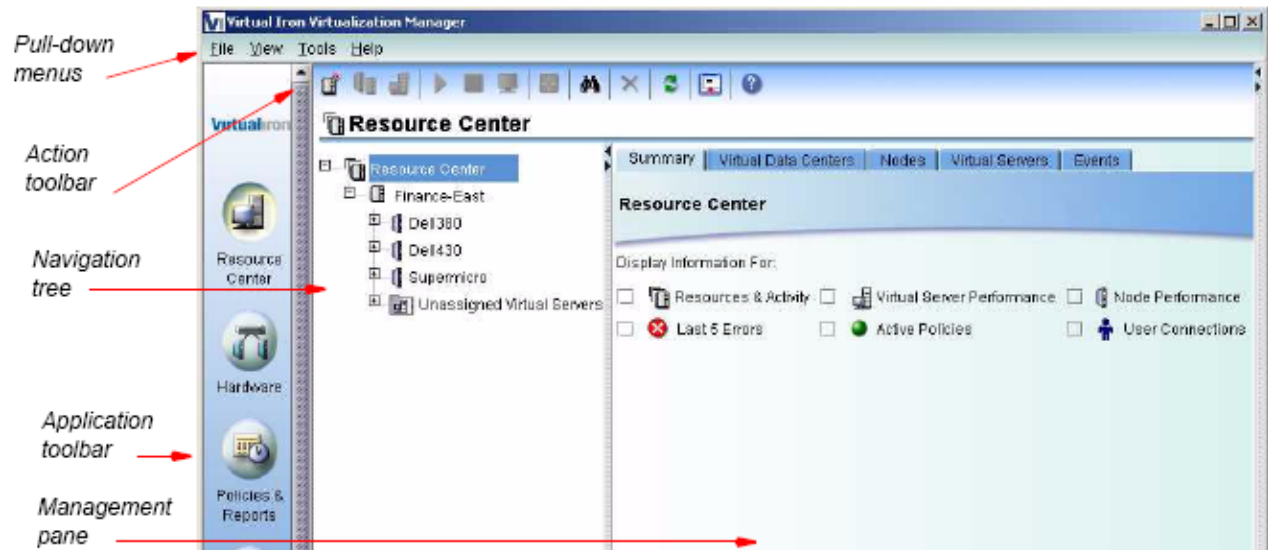 Virtual Iron Virtualization Manager
File View Tools Help
Pull-down
menus
Action
toolbar
Navigation
tree
Application
toolbar
Management
pane
VirtualIron
Resource
Center
Hardware
Policies &
Reports
Resource Center
Resource Center
Finance-East
Dell380
Dell430
Supermicro
Unassigned Virtual Servers
Summary Virtual Data Centers Nodes Virtual Servers Events
Resource Center
Display Information For:
Resources & Activity Virtual Server Performance Node Performance
Last 5 Errors Active Policies User Connections